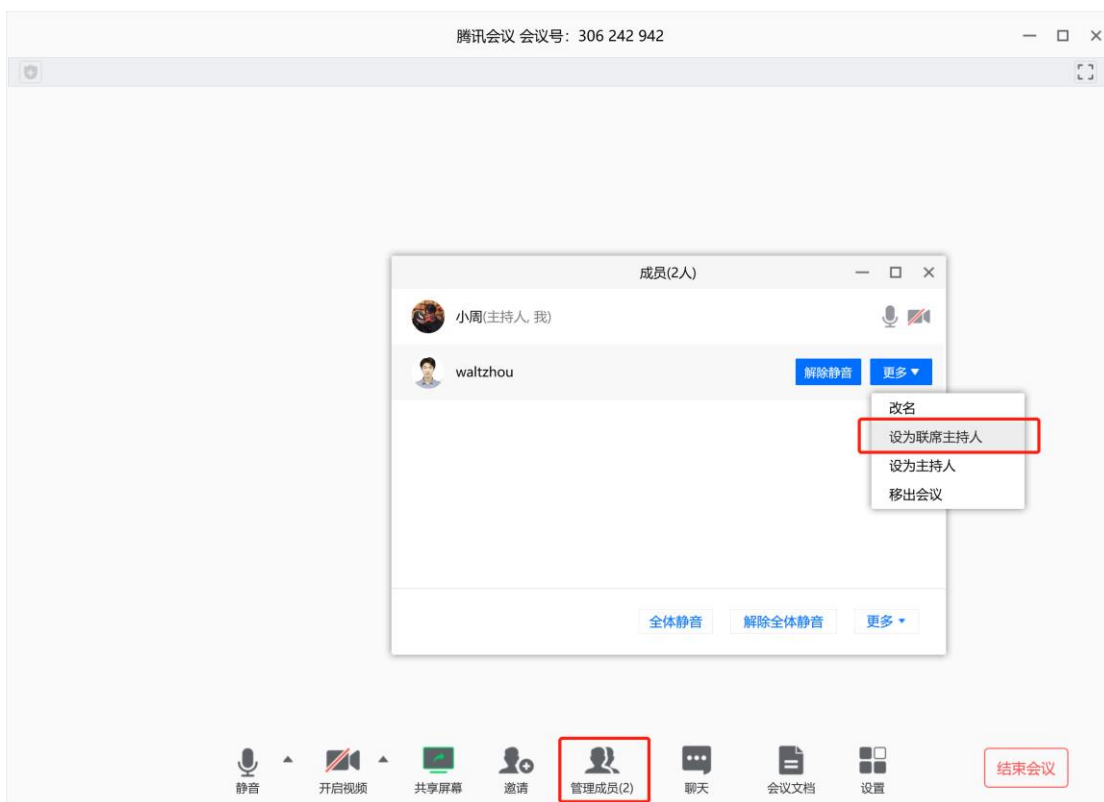 腾讯会议 会议号：306 242 942
成员(2人)
小周(主持人, 我)
waltzhou
解除静音
更多
改名
设为联席主持人
设为主持人
移出会议
全体静音
解除全体静音
更多
静音
开启视频
共享屏幕
邀请
管理成员(2)
聊天
会议文档
设置
结束会议